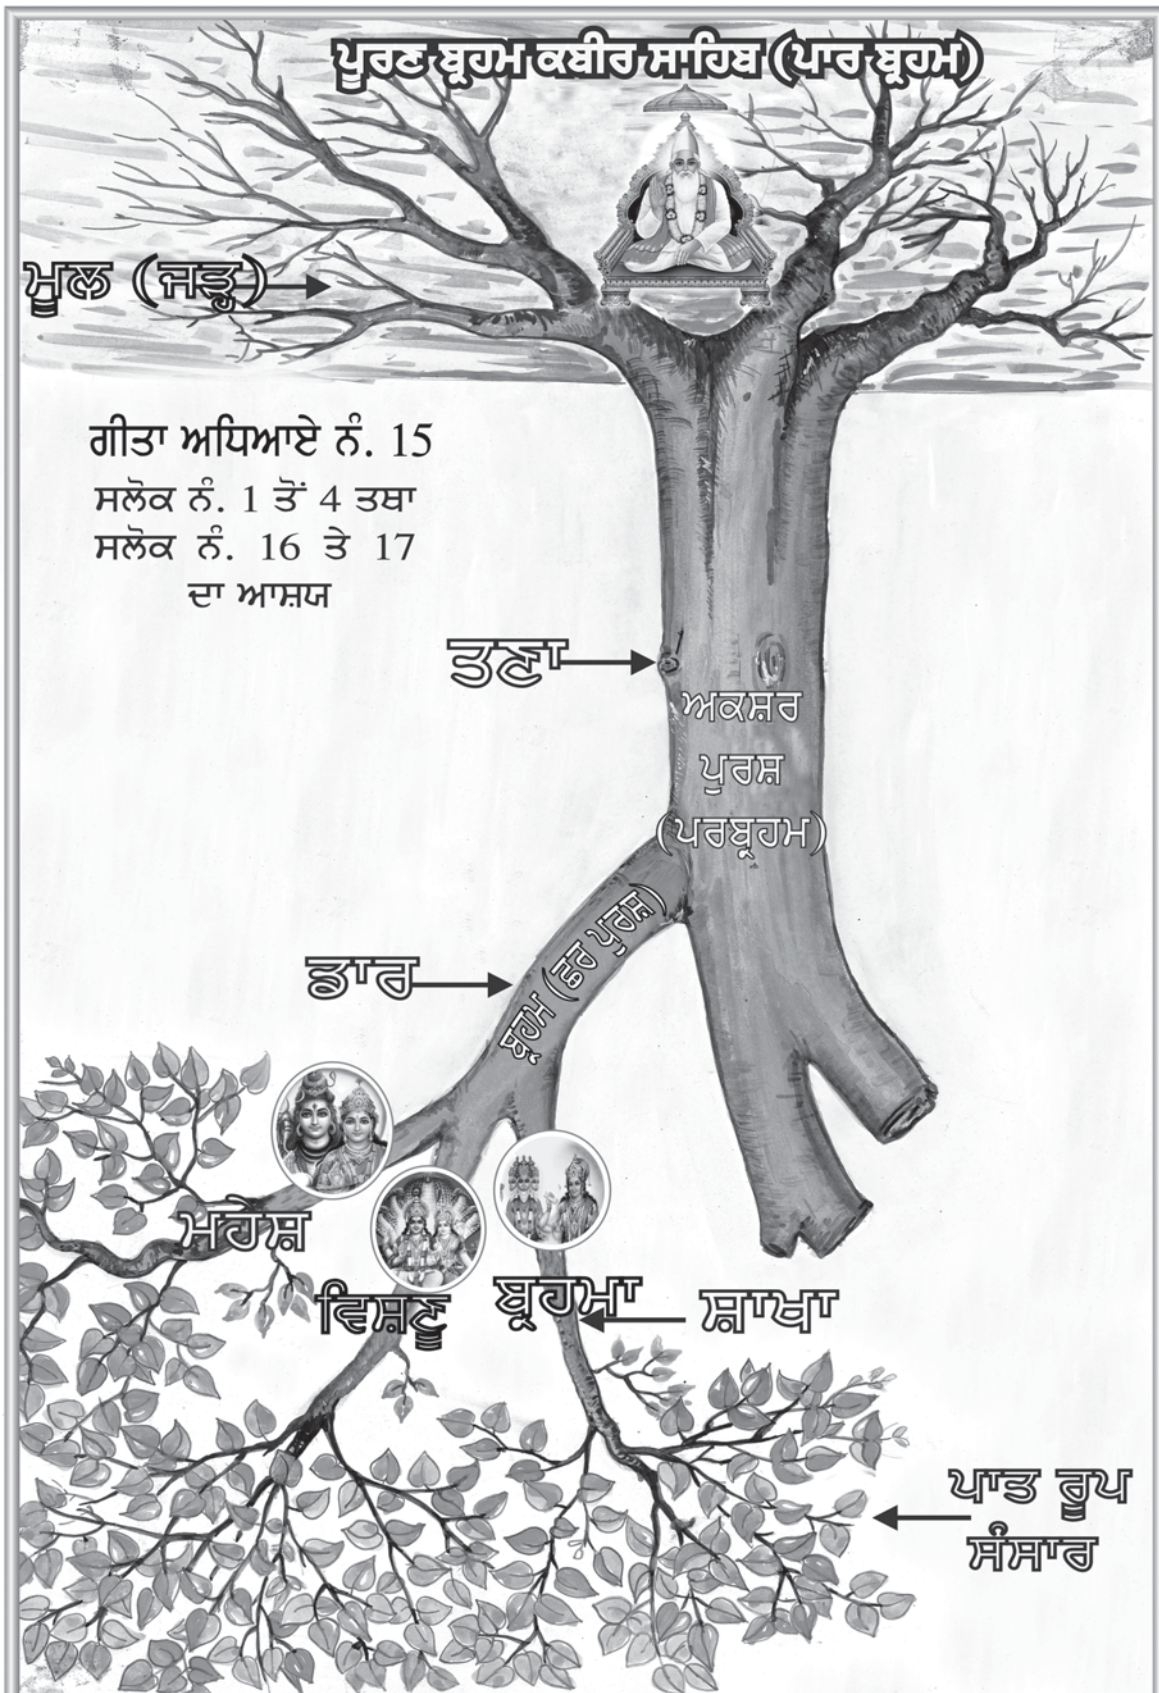 ਪੂਰਣ ਬ੍ਰਹਮ ਕਬੀਰ ਸਾਹਿਬ (ਪਾਰ ਬ੍ਰਹਮ)
ਮੂਲ (ਜੜ੍ਹ)
ਗੀਤਾ ਅਧਿਆਏ ਨੰ. 15
ਸਲੋਕ ਨੰ. 1 ਤੋਂ 4 ਤਥਾ
ਸਲੋਕ ਨੰ. 16 ਤੇ 17
ਦਾ ਆਸ਼ਯ
ਤਣਾ
ਅਕਸ਼ਰ
ਪੁਰਸ਼
(ਪਰਬ੍ਰਹਮ)
ਬ੍ਰਹਮ (ਛਰ ਪੁਰਸ਼)
ਡਾਰ
ਮਹੇਸ਼
ਵਿਸ਼ਣੂ
ਬ੍ਰਹਮਾ
ਸ਼ਾਖਾ
ਪਾਤ ਰੂਪ
ਸੰਸਾਰ